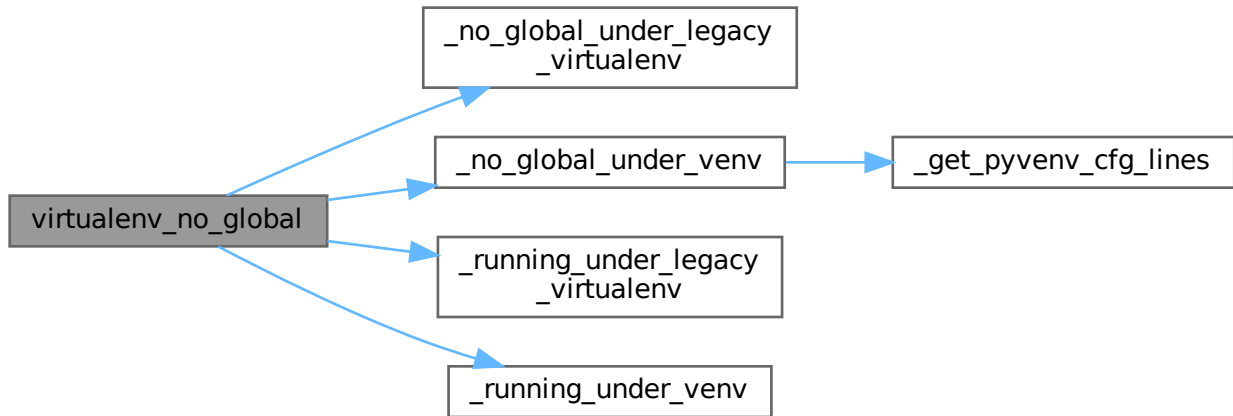 _no_global_under_legacy
_virtualenv
_no_global_under_venv
_get_pyvenv_cfg_lines
virtualenv_no_global
_running_under_legacy
_virtualenv
_running_under_venv